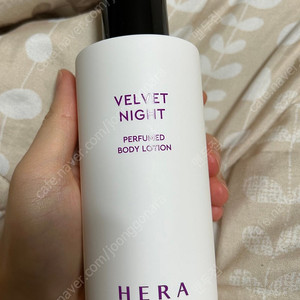 VELVET
NIGHT
PERFUMED
BODY LOTION
HERA